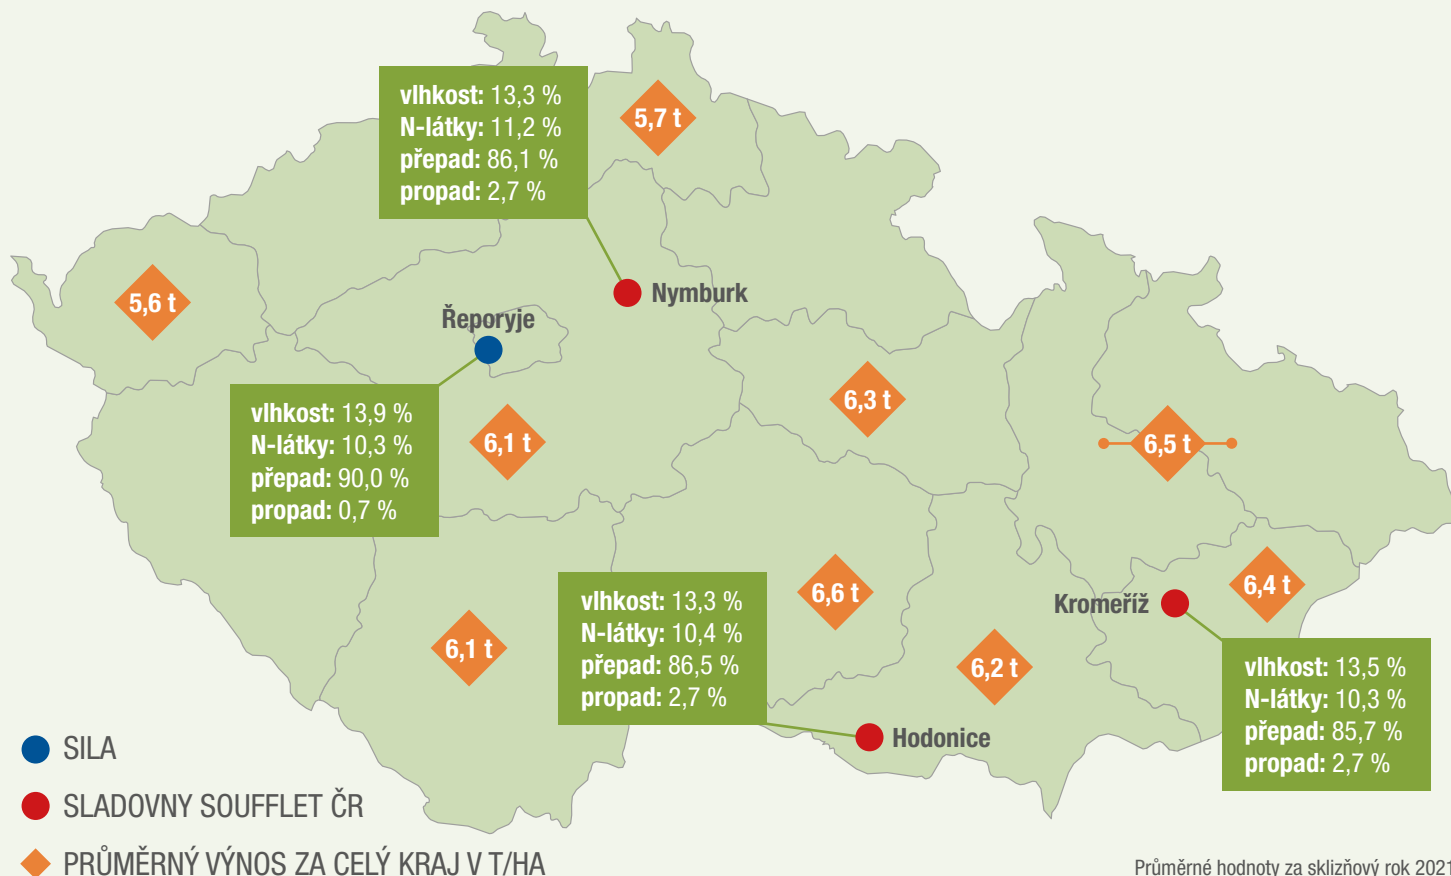 vlhkost: 13,3 %
N-látky: 11,2 %
přepad: 86,1 %
propad: 2,7 %
5,7 t
5,6 t
Nymburk
Řeporyje
vlhkost: 13,9 %
N-látky: 10,3 %
přepad: 90,0 %
propad: 0,7 %
6,1 t
6,3 t
6,5 t
vlhkost: 13,3 %
N-látky: 10,4 %
přepad: 86,5 %
propad: 2,7 %
6,6 t
6,4 t
Kromeříž
6,1 t
6,2 t
vlhkost: 13,5 %
N-látky: 10,3 %
přepad: 85,7 %
propad: 2,7 %
Hodonice
SILA
SLADOVNY SOUFFLET ČR
PRŮMĚRNÝ VÝNOS ZA CELÝ KRAJ V T/HA
Průměrné hodnoty za sklizňový rok 2021